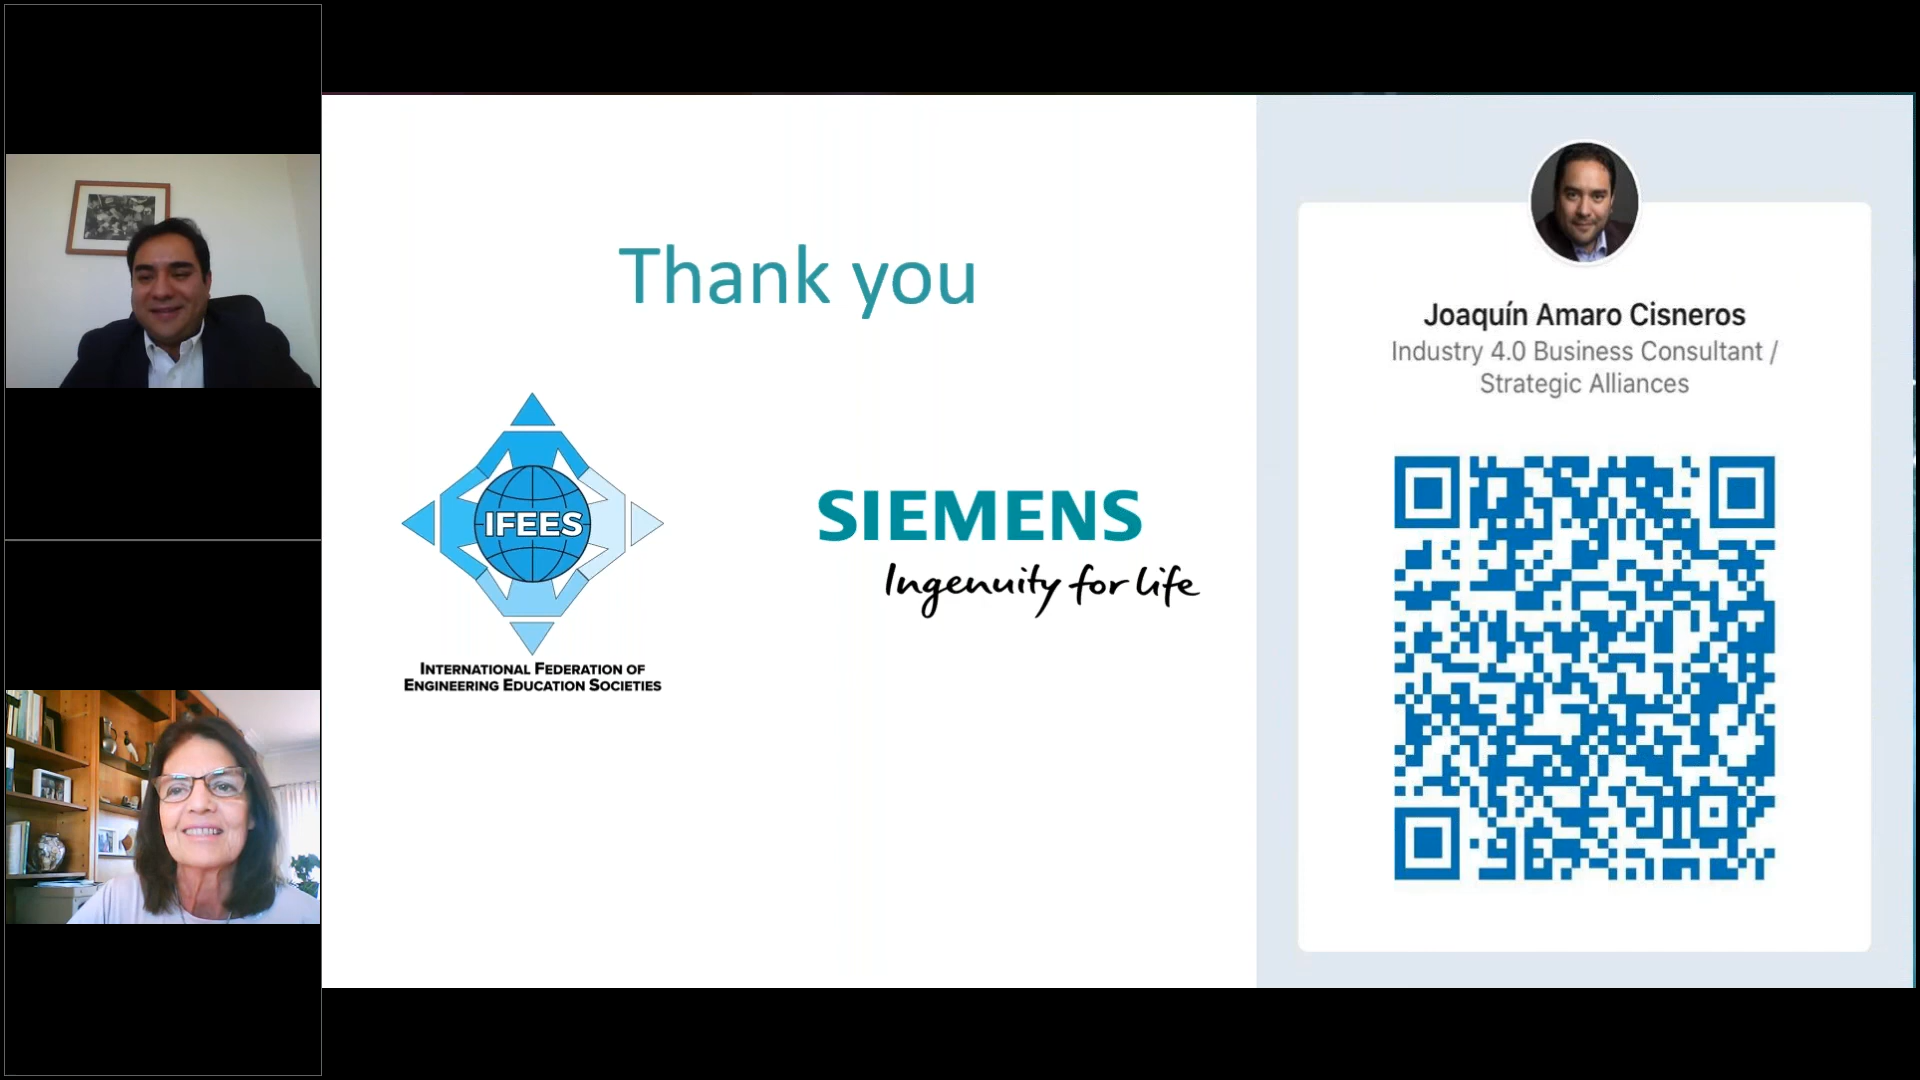 Thank you
IFEES
INTERNATIONAL FEDERATION OF
ENGINEERING EDUCATION SOCIETIES
SIEMENS
Ingenuity for life
Joaquín Amaro Cisneros
Industry 4.0 Business Consultant /
Strategic Alliances